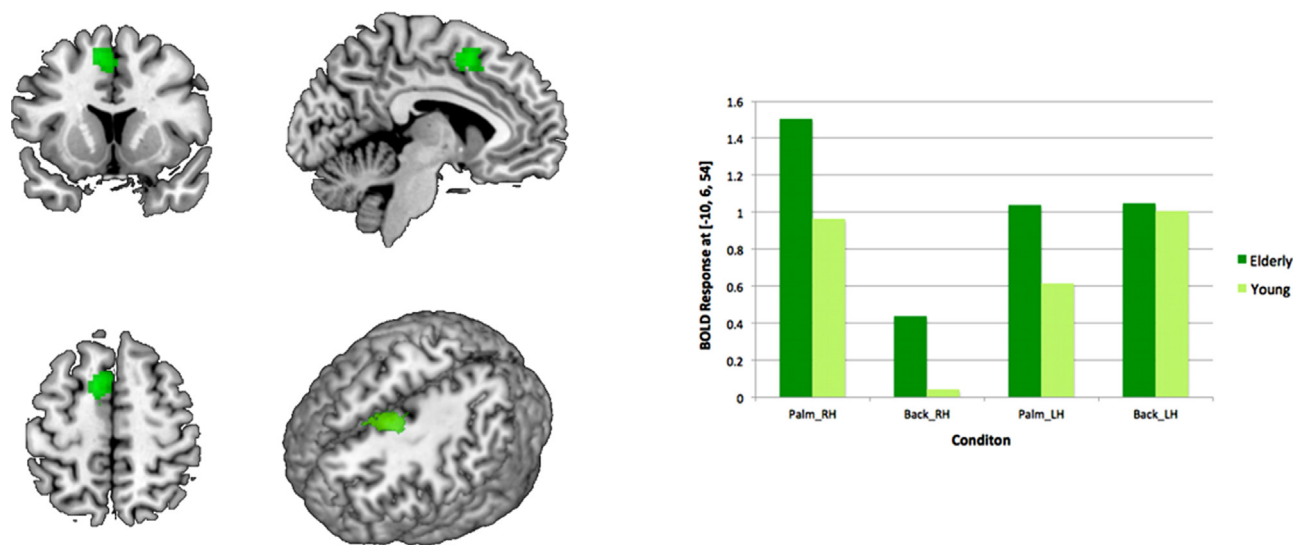 1.6
1.4
1.2
1
0.8
0.6
0.4
0.2
0
BOLD Response at [-10, 6, 54]
Palm_RH
Back_RH
Palm_LH
Back_LH
Conditon
Elderly
Young